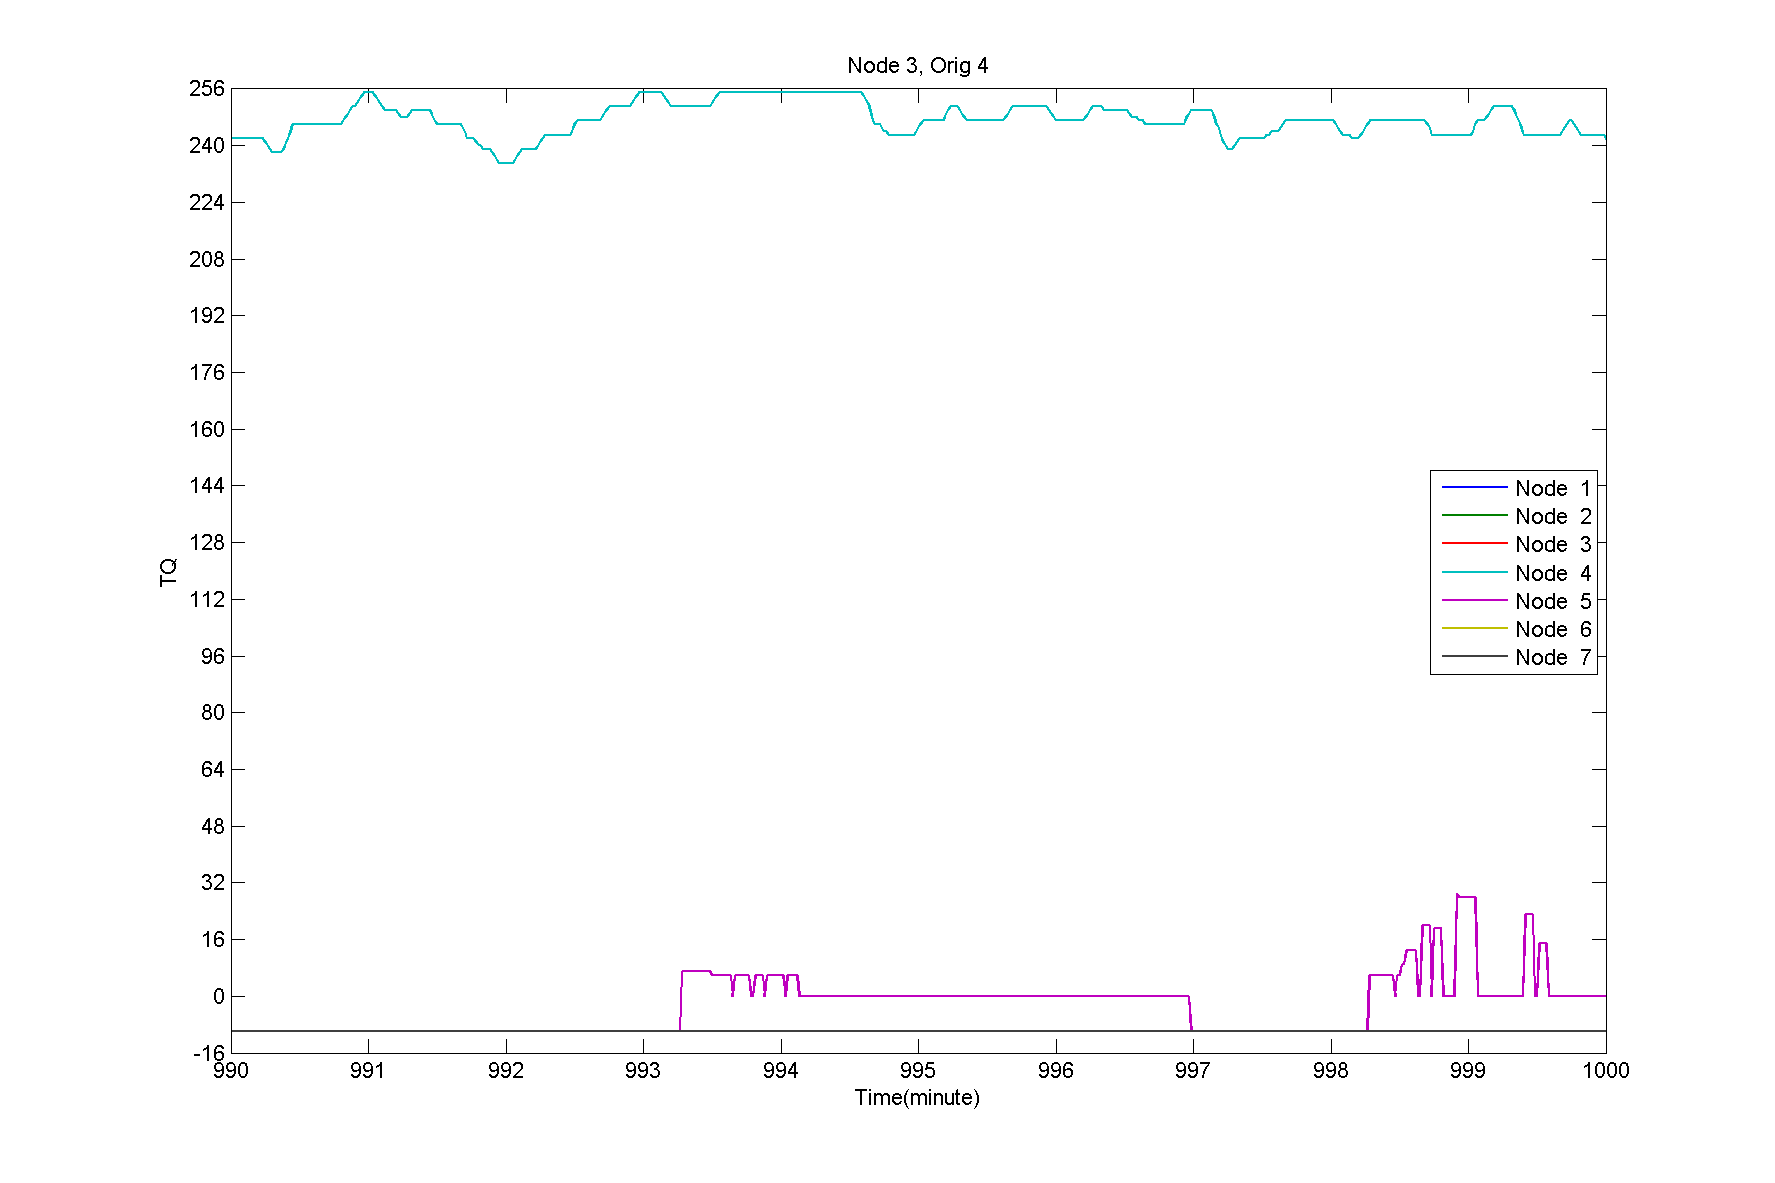 Node 3, Orig 4
256
240
224
208
192
176
160
144
128
112
96
80
64
48
32
16
0
-16
TQ
Node 1
Node 2
Node 3
Node 4
Node 5
Node 6
Node 7
990 991 992 993 994 995 996 997 998 999 1000
Time(minute)